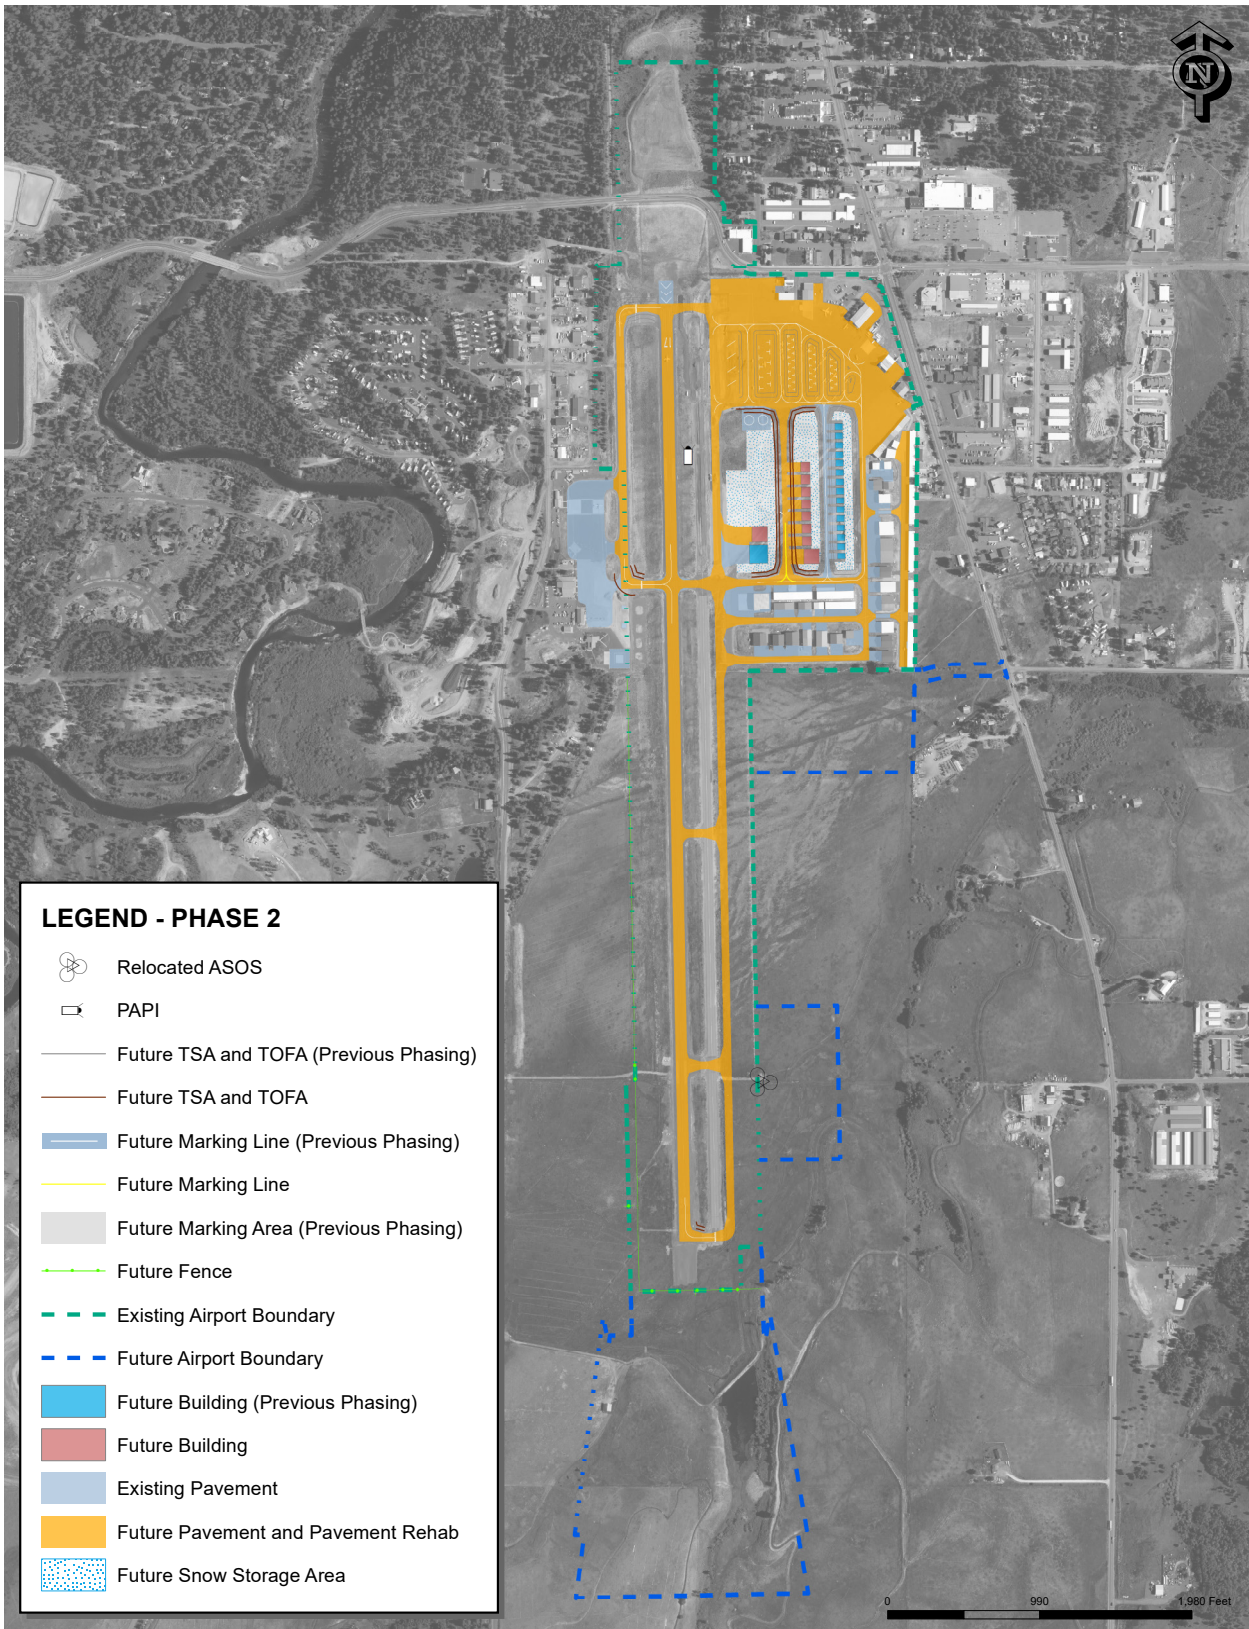 N
LEGEND - PHASE 2
Relocated ASOS
PAPI
Future TSA and TOFA (Previous Phasing)
Future TSA and TOFA
Future Marking Line (Previous Phasing)
Future Marking Line
Future Marking Area (Previous Phasing)
Future Fence
Existing Airport Boundary
Future Airport Boundary
Future Building (Previous Phasing)
Future Building
Existing Pavement
Future Pavement and Pavement Rehab
Future Snow Storage Area
0 990 1,980 Feet